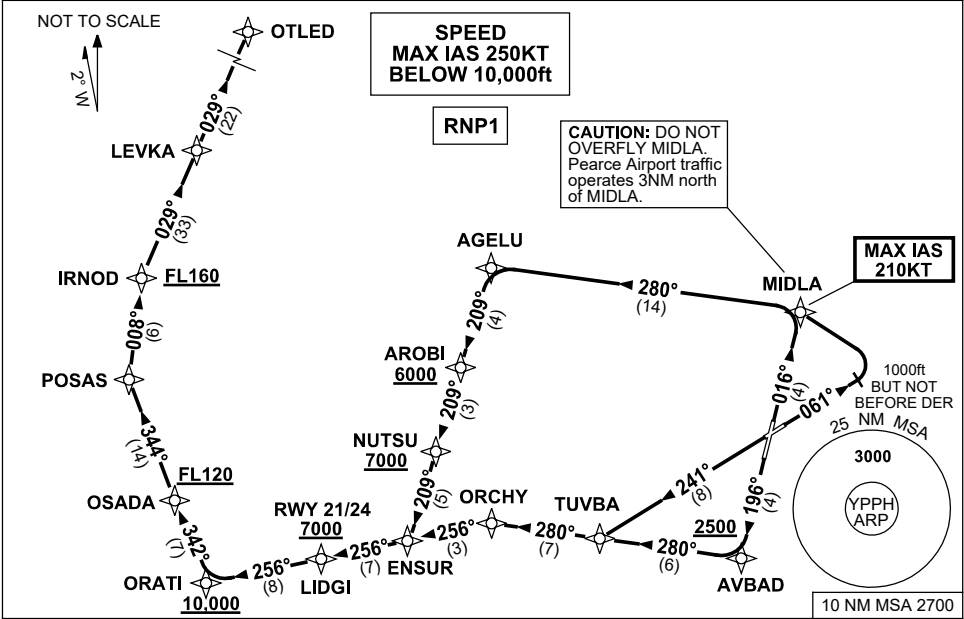 NOT TO SCALE
2° W
OTLED
SPEED
MAX IAS 250KT
BELOW 10,000ft
RNP1
029°
(22)
LEVKA
CAUTION: DO NOT
OVERFLY MIDLA.
Pearce Airport traffic
operates 3NM north
of MIDLA.
029°
(33)
AGELU
MAX IAS
210KT
IRNOD
FL160
MIDLA
280°
(14)
209°
(4)
008°
(6)
AROBI
6000
016°
(4)
POSAS
061°
1000ft
BUT NOT
BEFORE DER
209°
(3)
25 NM MSA
3000
344°
(14)
NUTSU
7000
241°
(8)
196°
(4)
OSADA
FL120
209°
(5)
YPPH
ARP
RWY 21/24
7000
ORCHY
TUVBA
2500
342°
(7)
256°
(3)
280°
(7)
280°
(6)
256°
(7)
ENSUR
AVBAD
256°
(8)
LIDGI
ORATI
10,000
10 NM MSA 2700